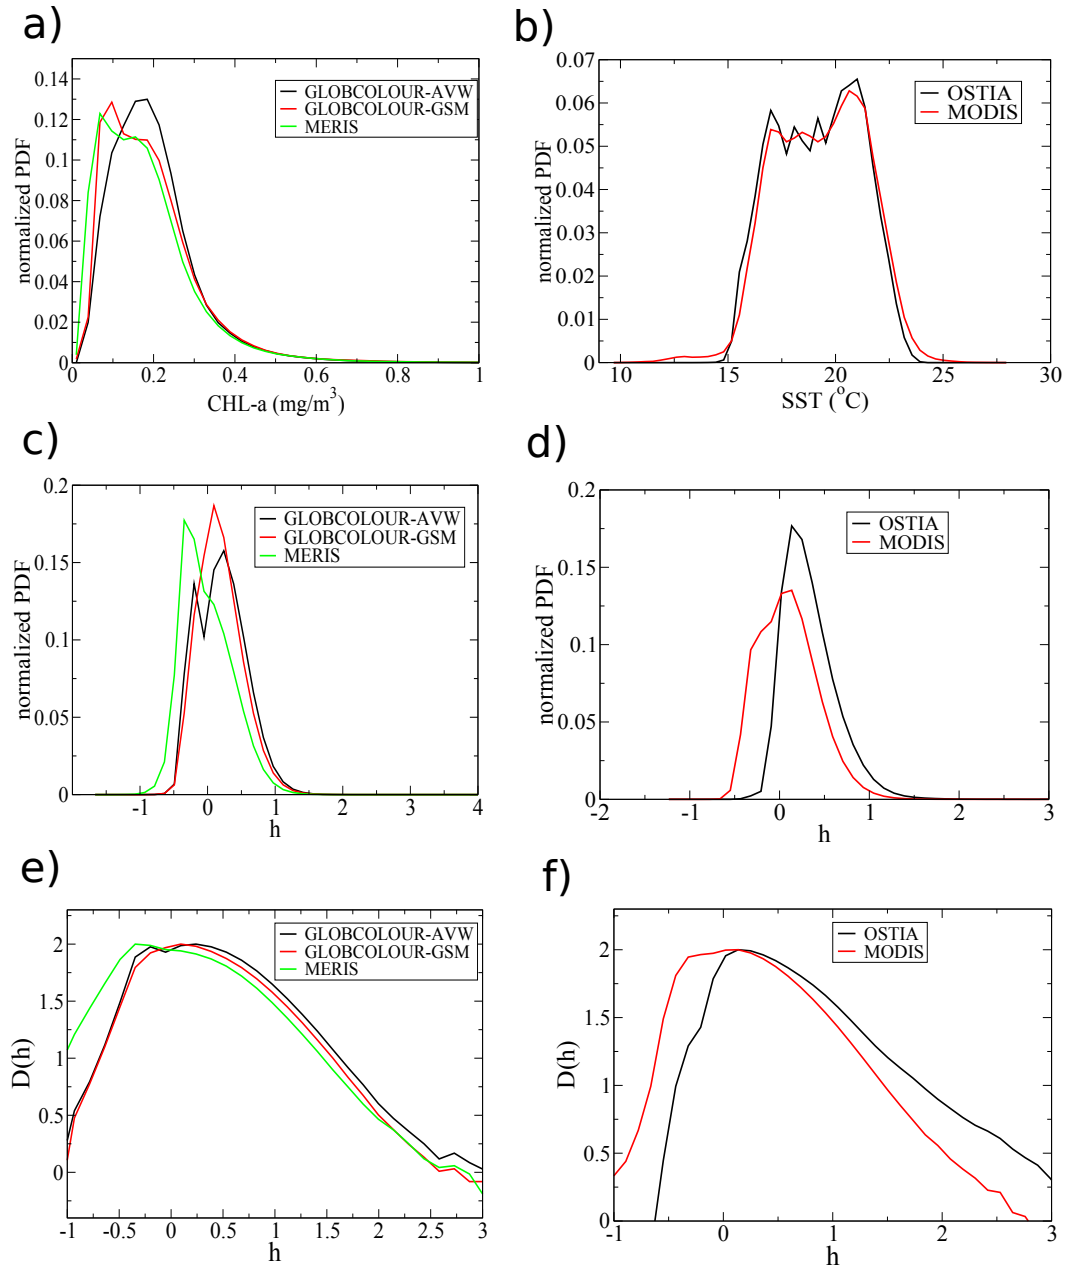 a)
0.14
0.12
0.1
0.08
0.06
0.04
0.02
0
normalized PDF
GLOBCOLOUR-AVW
GLOBCOLOUR-GSM
MERIS
0 0.2 0.4 0.6 0.8 1
CHL-a (mg/m³)
b)
0.07
0.06
0.05
0.04
0.03
0.02
0.01
0
normalized PDF
OSTIA
MODIS
10 15 20 25 30
SST (°C)
c)
0.2
0.15
0.1
0.05
0
normalized PDF
GLOBCOLOUR-AVW
GLOBCOLOUR-GSM
MERIS
-1 0 1 2 3 4
h
d)
0.2
0.15
0.1
0.05
0
normalized PDF
OSTIA
MODIS
-2 -1 0 1 2 3
h
e)
2
1.5
1
0.5
0
D(h)
GLOBCOLOUR-AVW
GLOBCOLOUR-GSM
MERIS
-1 -0.5 0 0.5 1 1.5 2 2.5 3
h
f)
2
1.5
1
0.5
0
D(h)
OSTIA
MODIS
-1 0 1 2 3
h